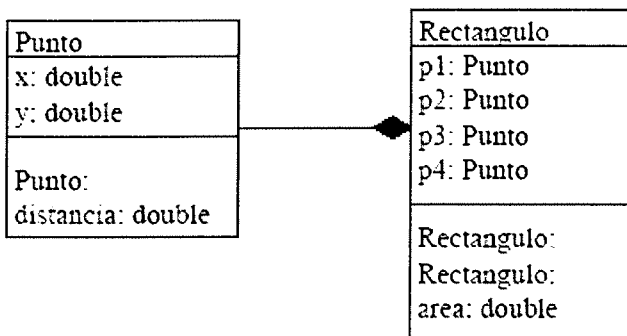 Punto
x: double
y: double
Punto:
distancia: double
Rectangulo
p1: Punto
p2: Punto
p3: Punto
p4: Punto
Rectangulo:
Rectangulo:
area: double